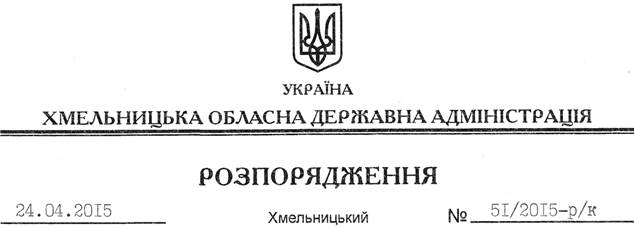 УКРАЇНА
ХМЕЛЬНИЦЬКА ОБЛАСНА ДЕРЖАВНА АДМІНІСТРАЦІЯ
РОЗПОРЯДЖЕННЯ
24.04.2015 Хмельницький № 51/2015-р/к